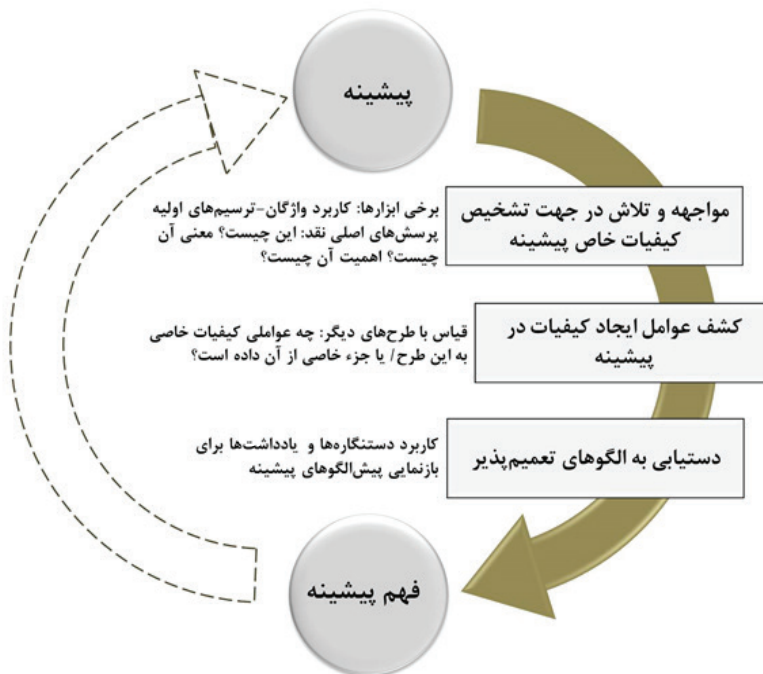 پیشینه
مواجهه و تلاش در جهت تشخیص
کیفیات خاص پیشینه
برخی ابزارها: کاربرد واژگان-ترسیم‌های اولیه
پرسش‌های اصلی نقد: این چیست؟ معنی آن
چیست؟ اهمیت آن چیست؟
کشف عوامل ایجاد کیفیات در
پیشینه
قیاس با طرح‌های دیگر: چه عواملی کیفیات خاصی
به این طرح/ یا جزء خاصی از آن داده است؟
دستیابی به الگوهای تعمیم‌پذیر
کاربرد دستنگاره‌ها و یادداشت‌ها برای
بازنمایی پیش‌الگوهای پیشینه
فهم پیشینه